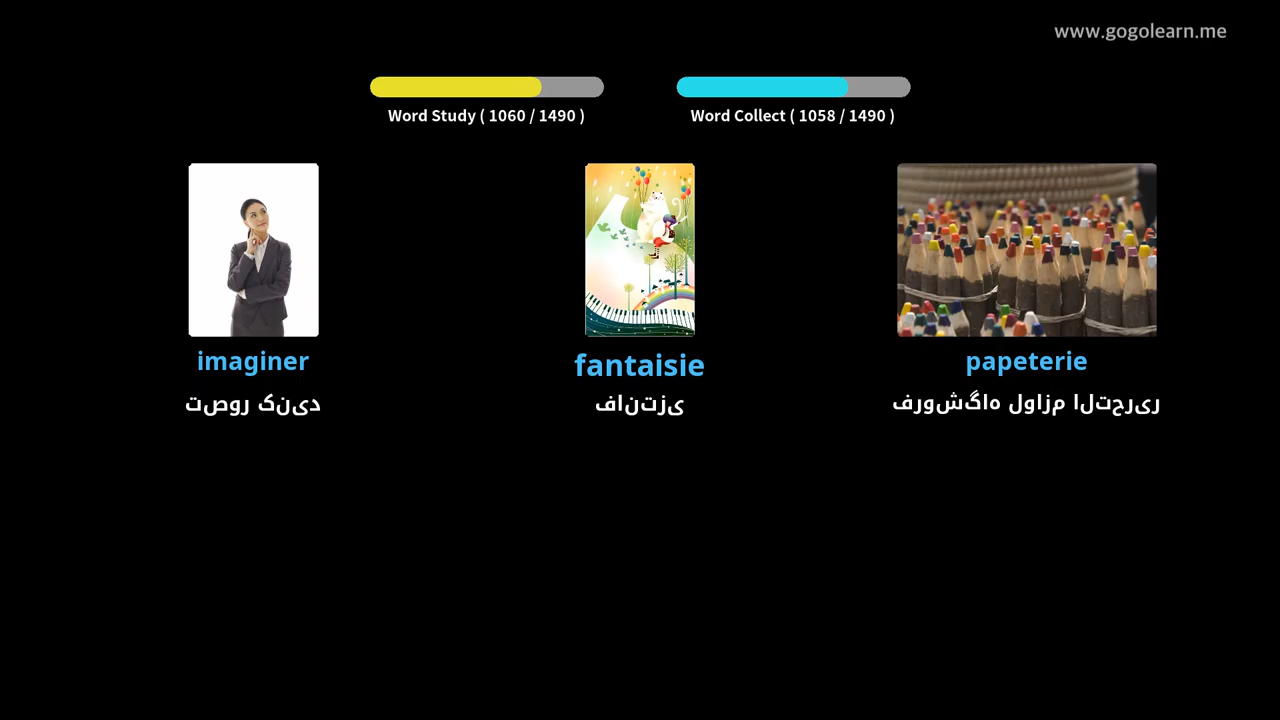 www.gogolearn.me
Word Study ( 1060 / 1490 )
Word Collect ( 1058 / 1490 )
imaginer
تصور کنید
fantaisie
فانتزی
papeterie
فروشگاه لوازم التحریر